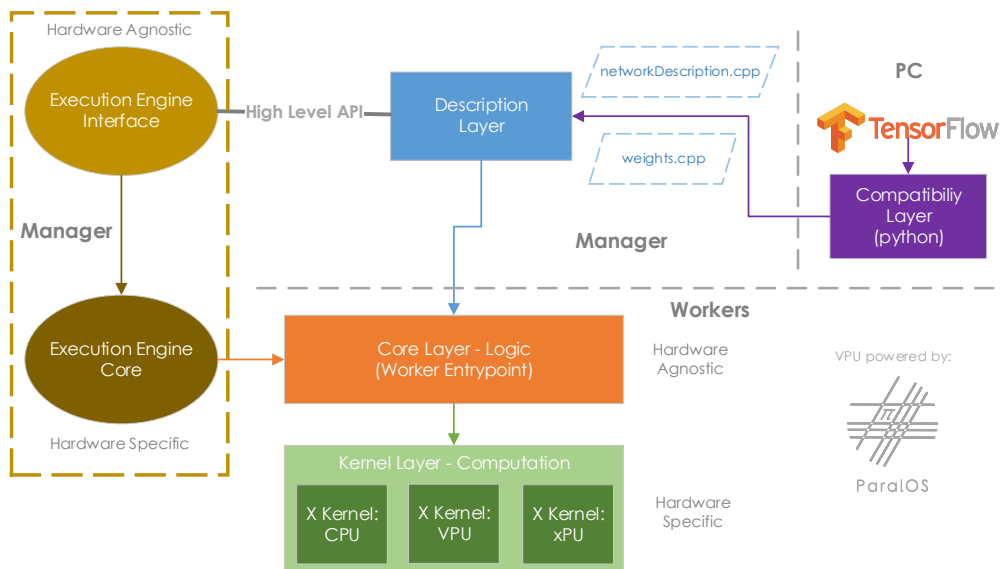 Hardware Agnostic
Execution Engine
Interface
High Level API
Description
Layer
networkDescription.cpp
weights.cpp
PC
TensorFlow
Compatibiliy
Layer
(python)
Manager
Manager
Workers
Execution Engine
Core
Hardware Specific
Core Layer - Logic
(Worker Entrypoint)
Hardware
Agnostic
VPU powered by:
π
ParalOS
Kernel Layer - Computation
X Kernel:
CPU
X Kernel:
VPU
X Kernel:
xPU
Hardware
Specific